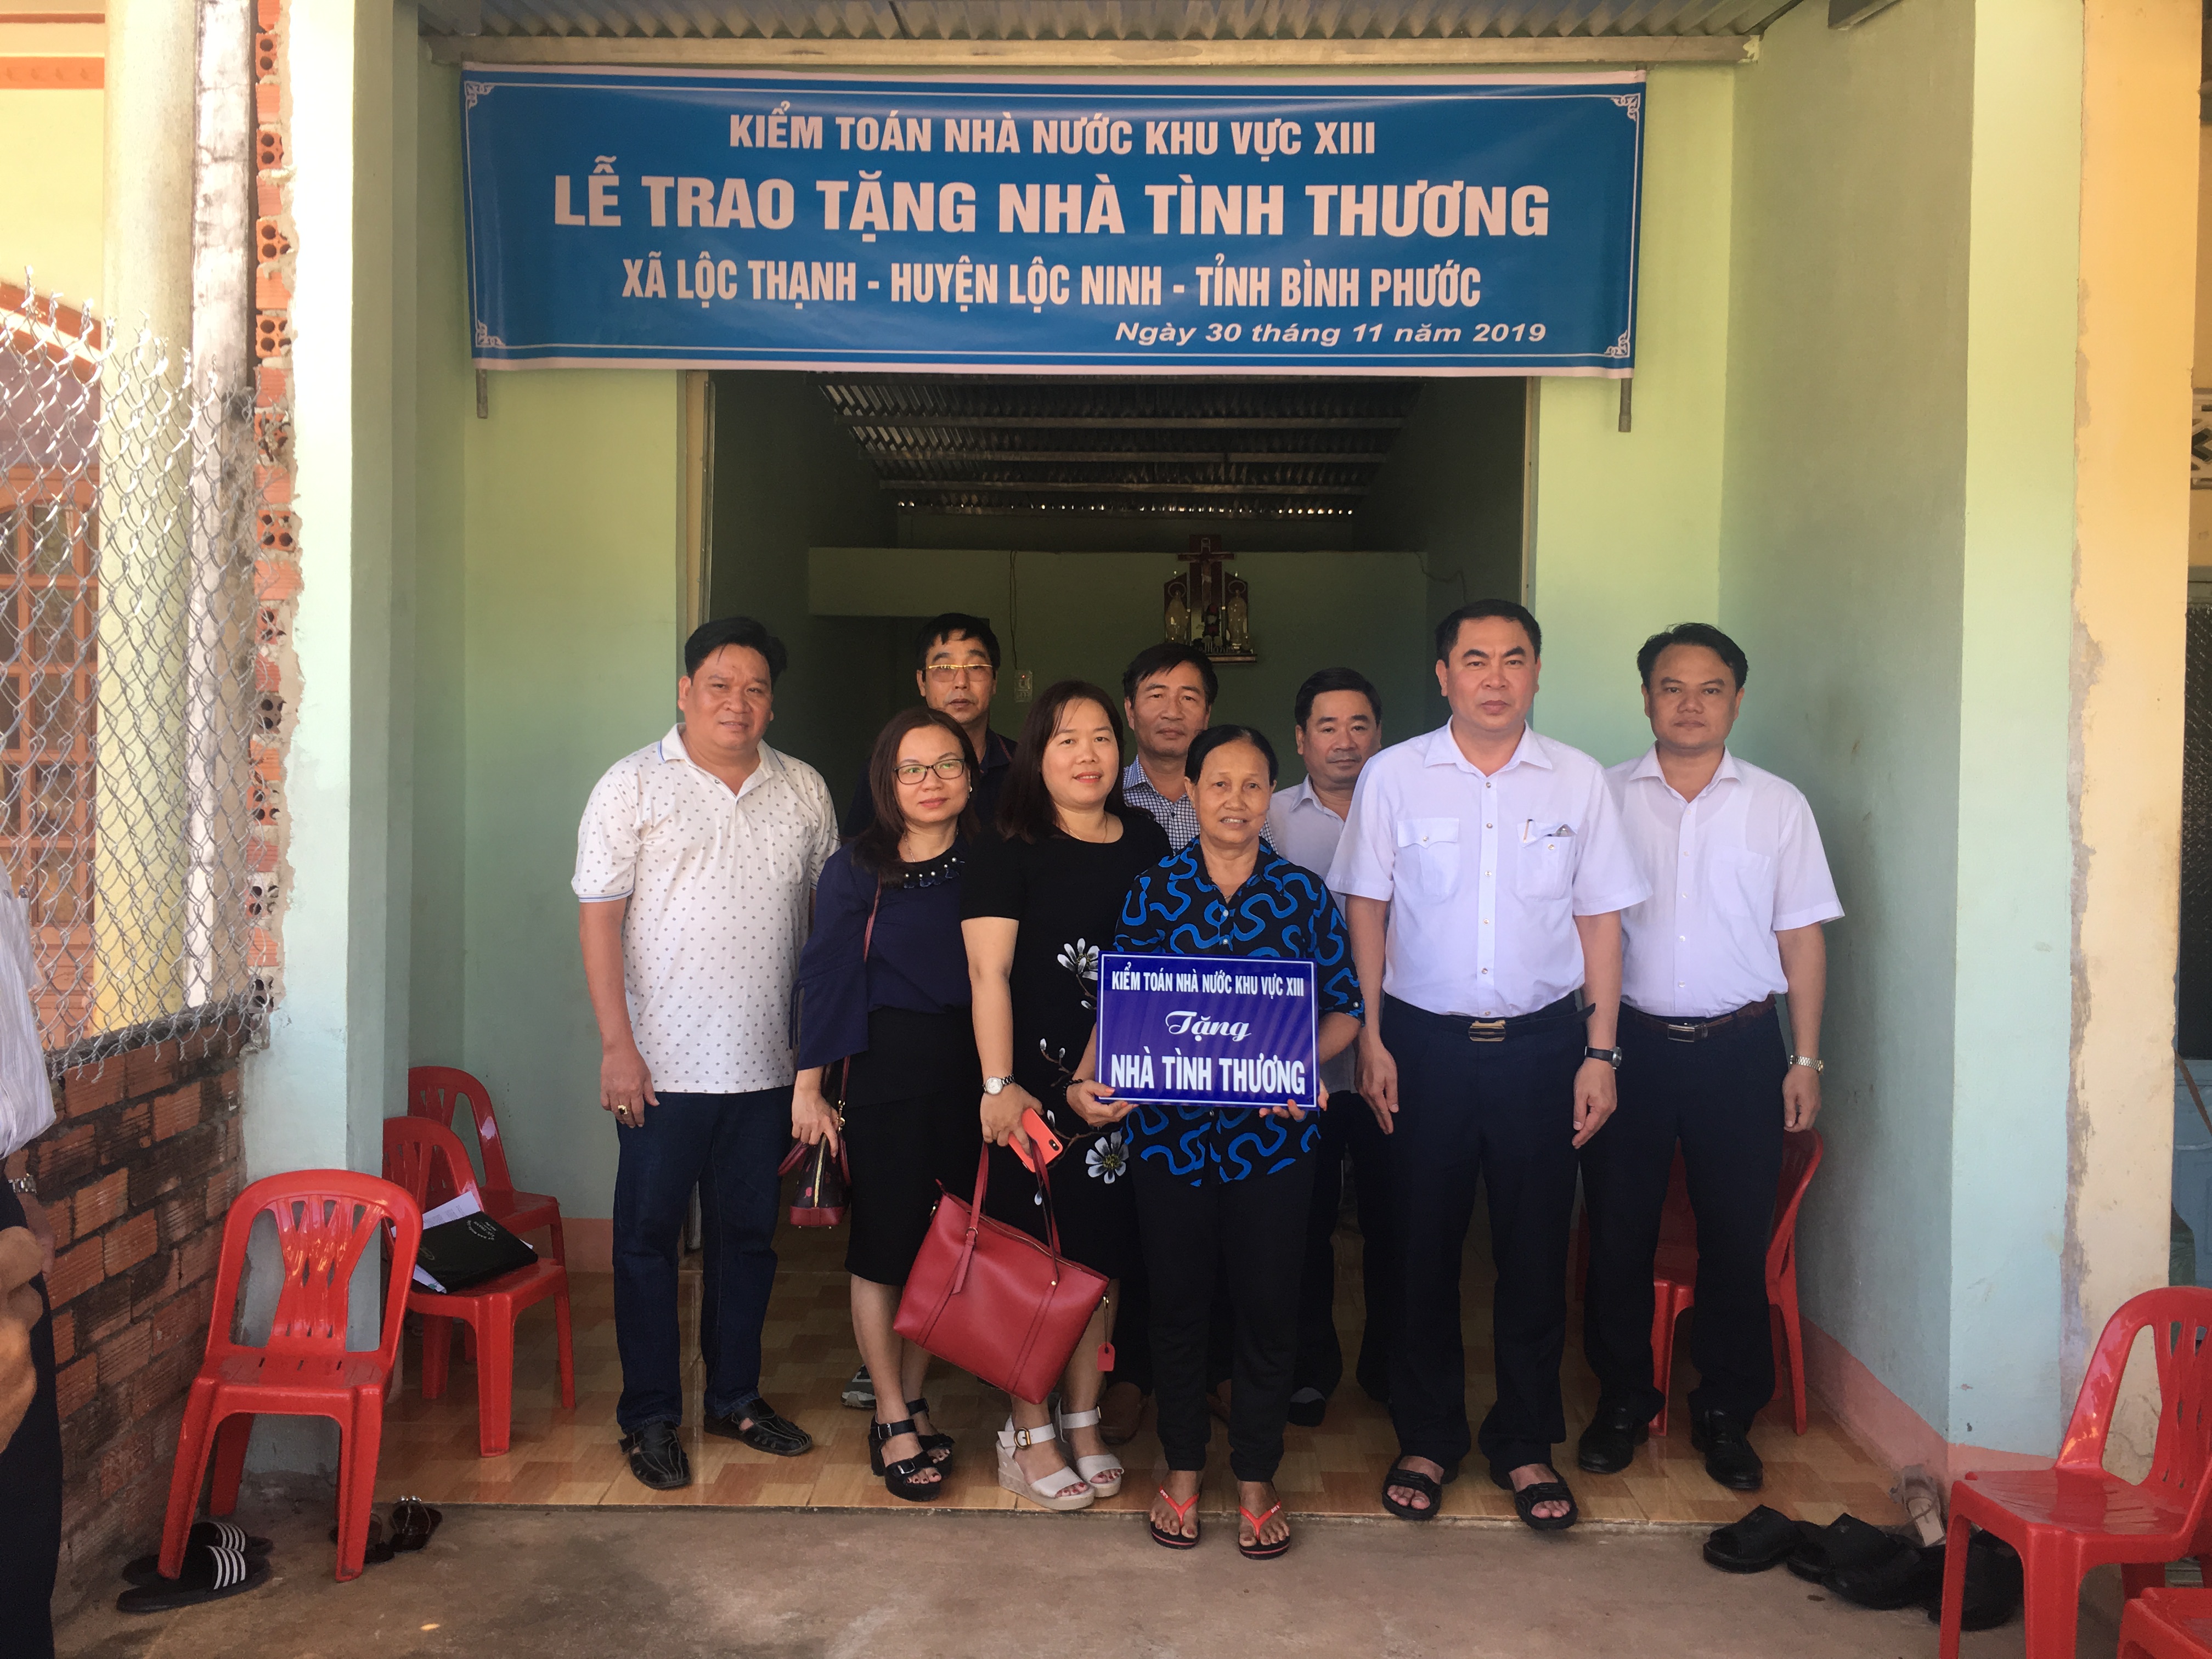 KIỂM TOÁN NHÀ NƯỚC KHU VỰC XIII
LỄ TRAO TẶNG NHÀ TÌNH THƯƠNG
XÃ LỘC THẠNH - HUYỆN LỘC NINH - TỈNH BÌNH PHƯỚC
Ngày 30 tháng 11 năm 2019
KIỂM TOÁN NHÀ NƯỚC KHU VỰC XIII
Tặng
NHÀ TÌNH THƯƠNG